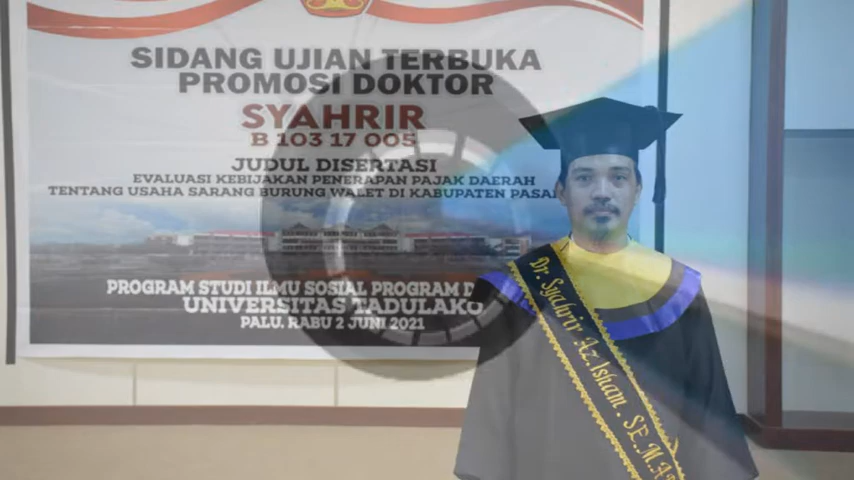 SIDANG UJIAN TERBUKA
PROMOSI DOKTOR
SYAHRIR
B 103 17 005
JUDUL DISERTASI
EVALUASI KEBIJAKAN PENERAPAN PAJAK DAERAH
TENTANG USAHA SARANG BURUNG WALET DI KABUPATEN PASA
PROGRAM STUDI ILMU SOSIAL PROGRAM D
UNIVERSITAS TADULAKO
PALU, RABU 2 JUNI 2021
Dr. Syahrir Az. Isham . SE.M.A